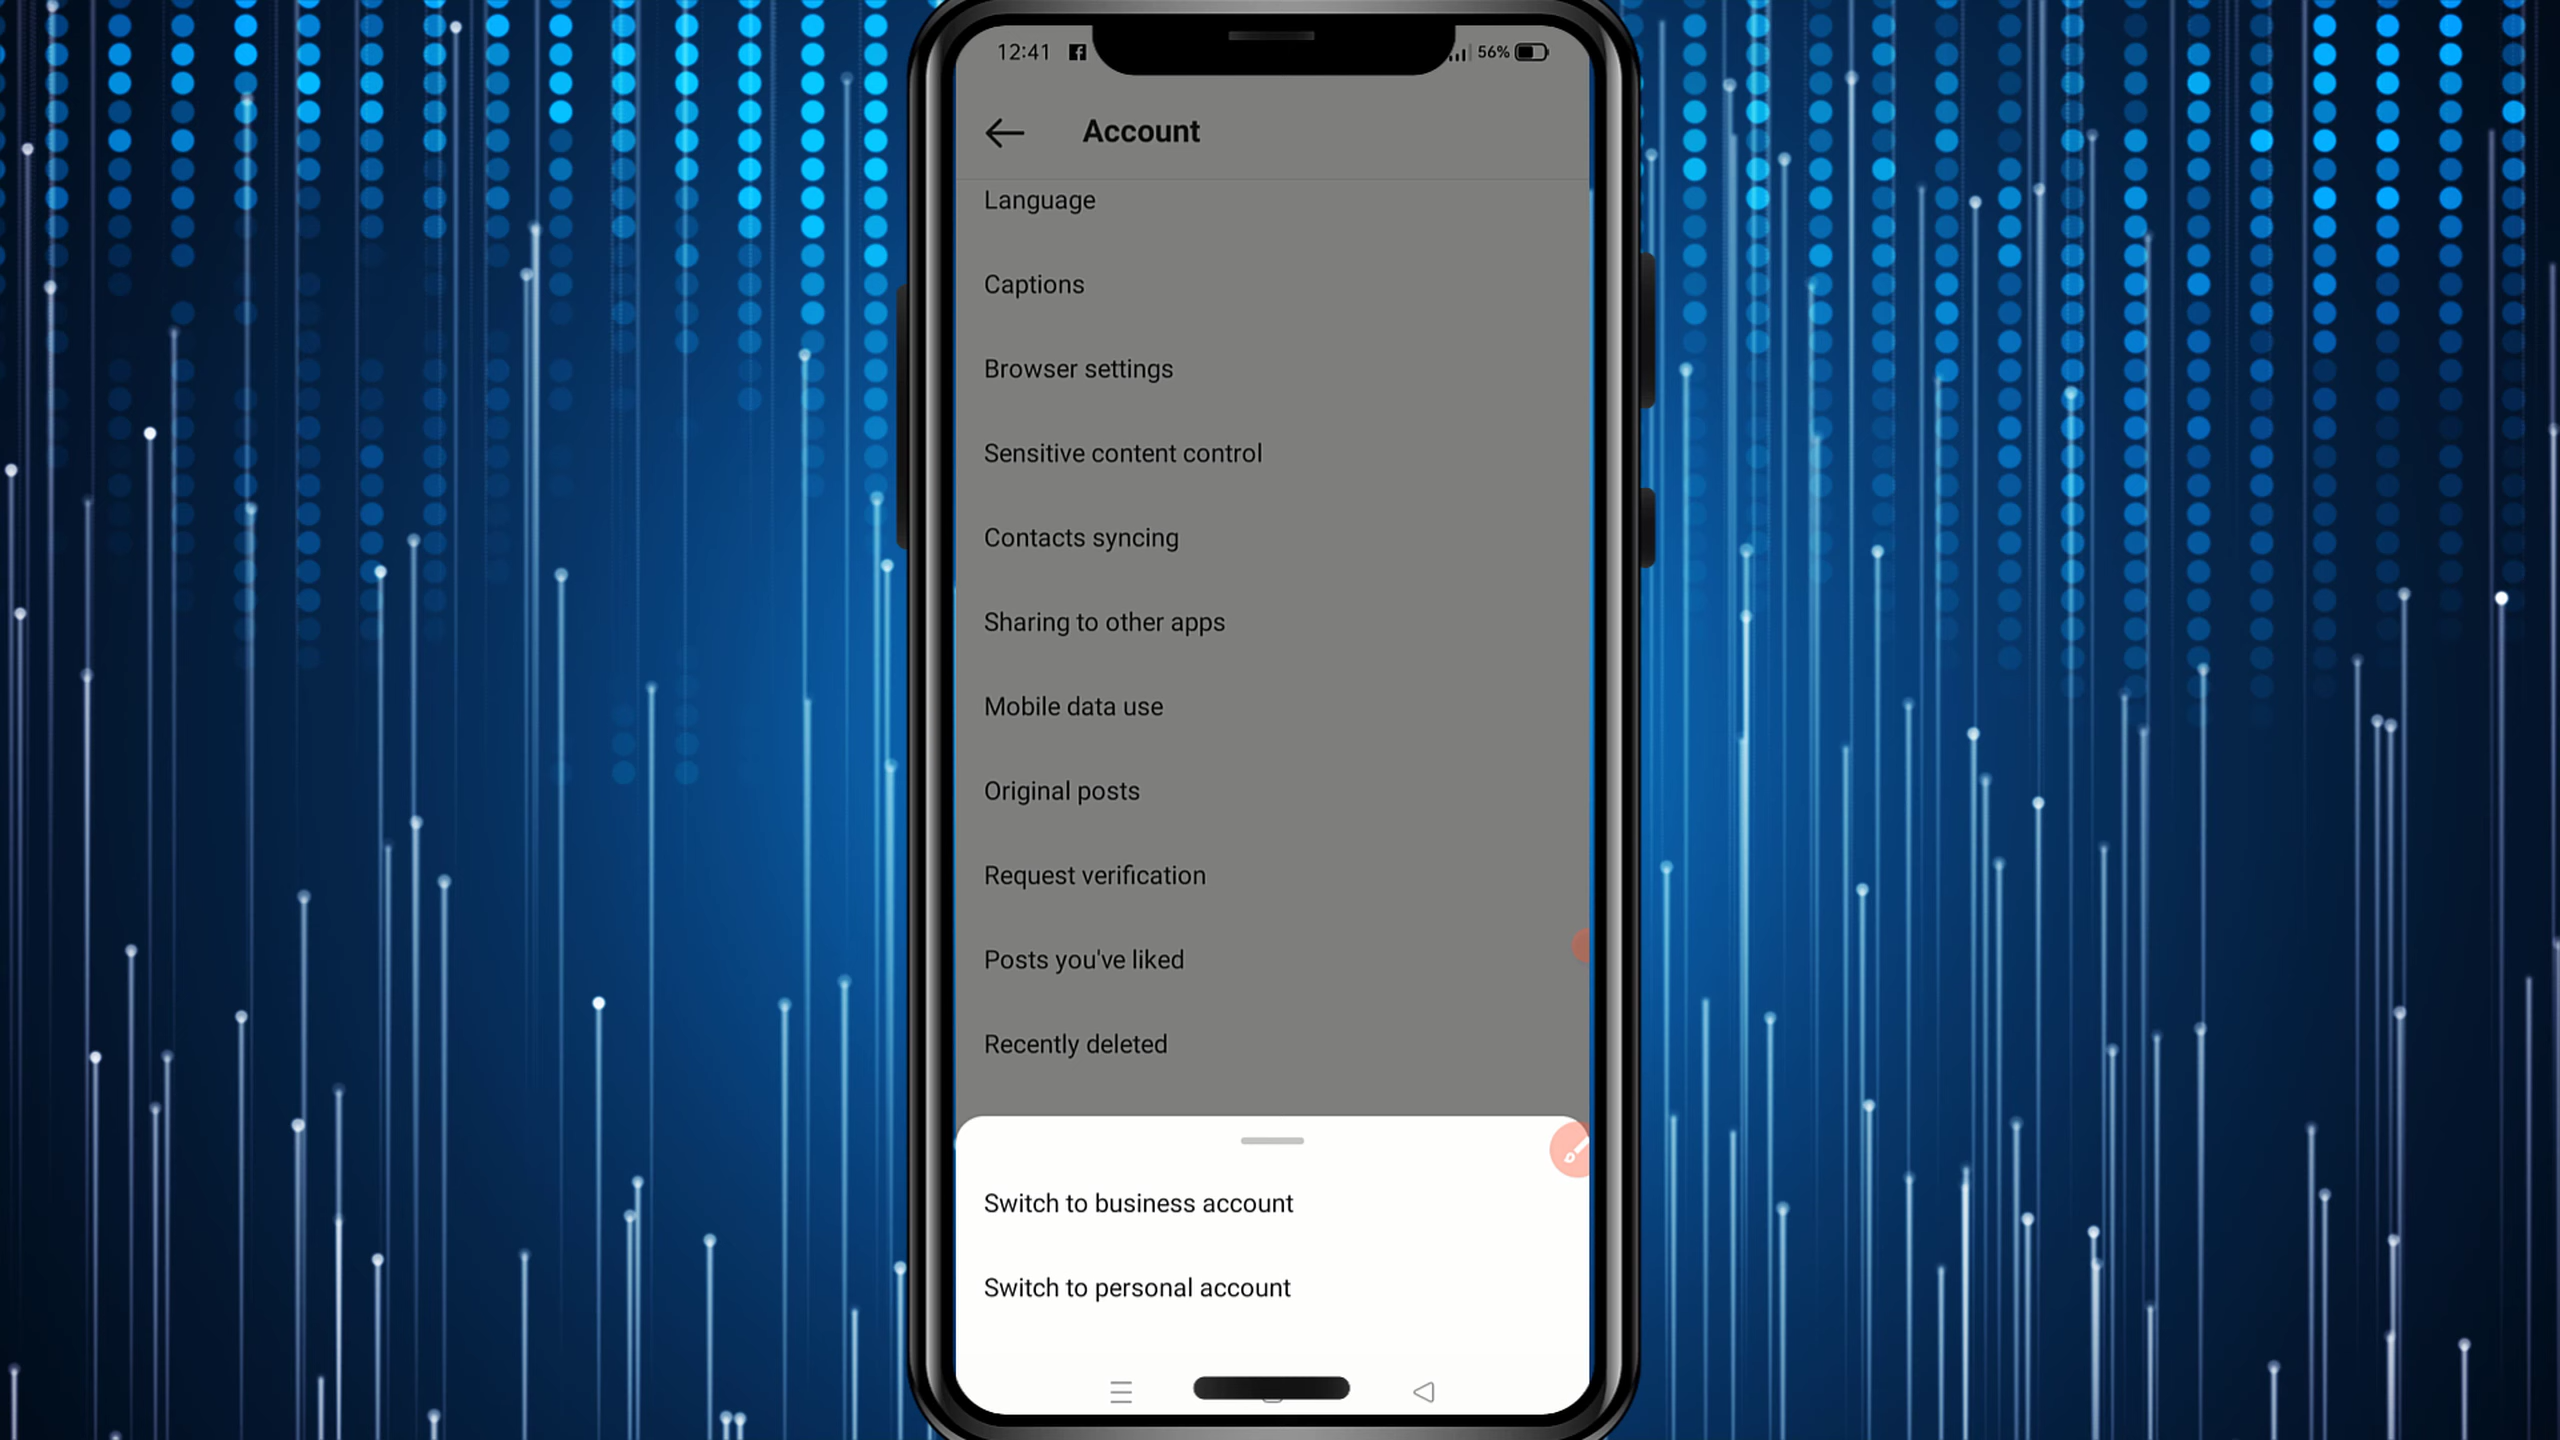 12:41 56%
Account
Language
Captions
Browser settings
Sensitive content control
Contacts syncing
Sharing to other apps
Mobile data use
Original posts
Request verification
Posts you've liked
Recently deleted
Switch to business account
Switch to personal account